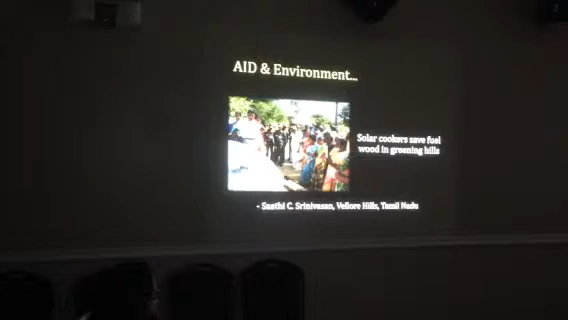 AID & Environment...
Solar cookers save fuel
wood in greening hills
- Saathi C. Srinivasan, Vellore Hills, Tamil Nadu